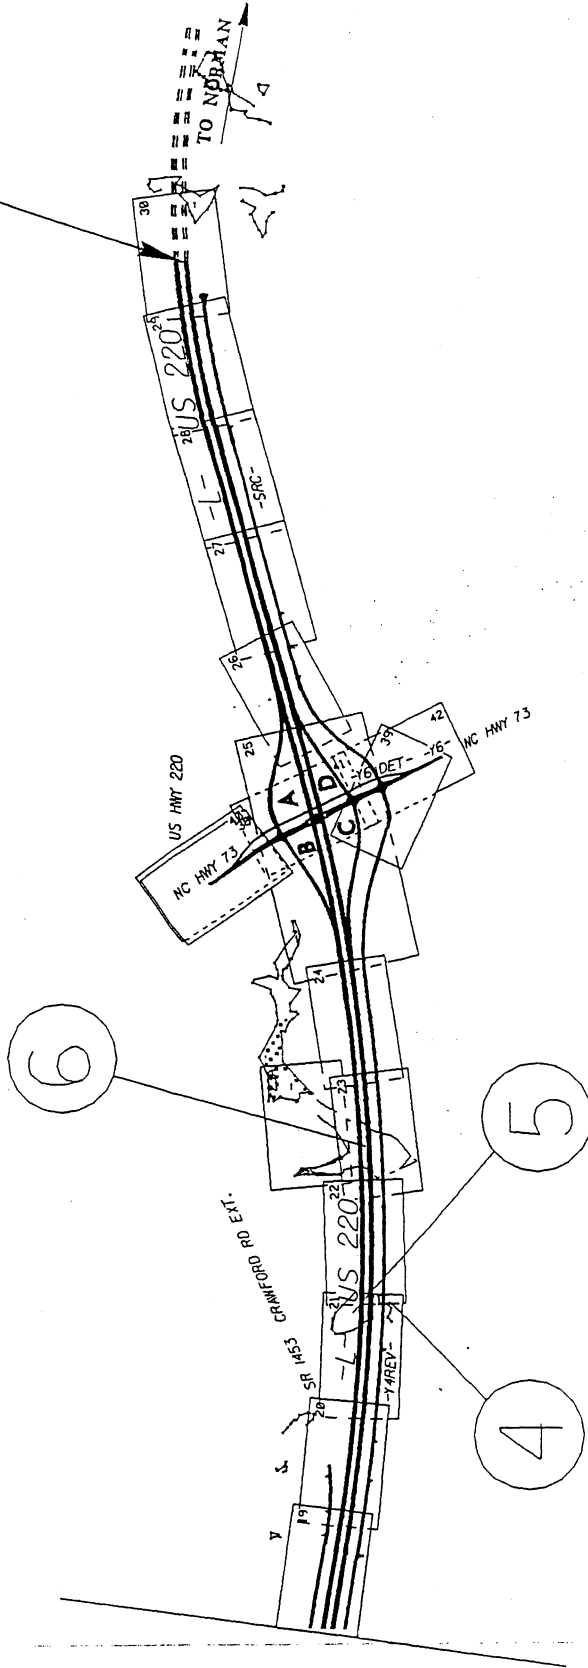 TO NORMAN
30
29
US 220
28
-L-
-SRC-
27
26
25
US HWY 220
NC HWY 73
A
B
C
D
41
-Y6 DET-
39
42
-Y6-
NC HWY 73
24
6
23
22
US 220
-L-
21
SR 1453 CRAWFORD RD EXT.
-Y4REV-
20
19
5
4